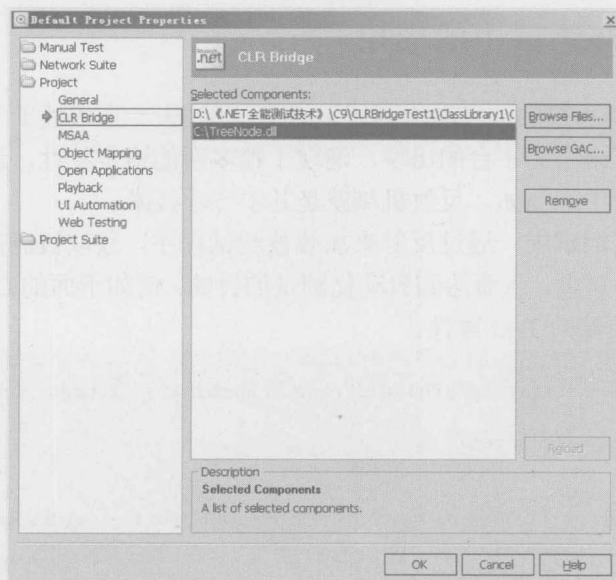 Default Project Properties
Manual Test
Network Suite
Project
General
CLR Bridge
MSAA
Object Mapping
Open Applications
Playback
UI Automation
Web Testing
Project Suite
.net
CLR Bridge
Selected Components:
D:\《.NET全能测试技术》\C9\CLRBridgeTest1\ClassLibrary1\C
C:\TreeNode.dll
Browse Files...
Browse GAC...
Remove
Reload
Description
Selected Components
A list of selected components.
OK
Cancel
Help